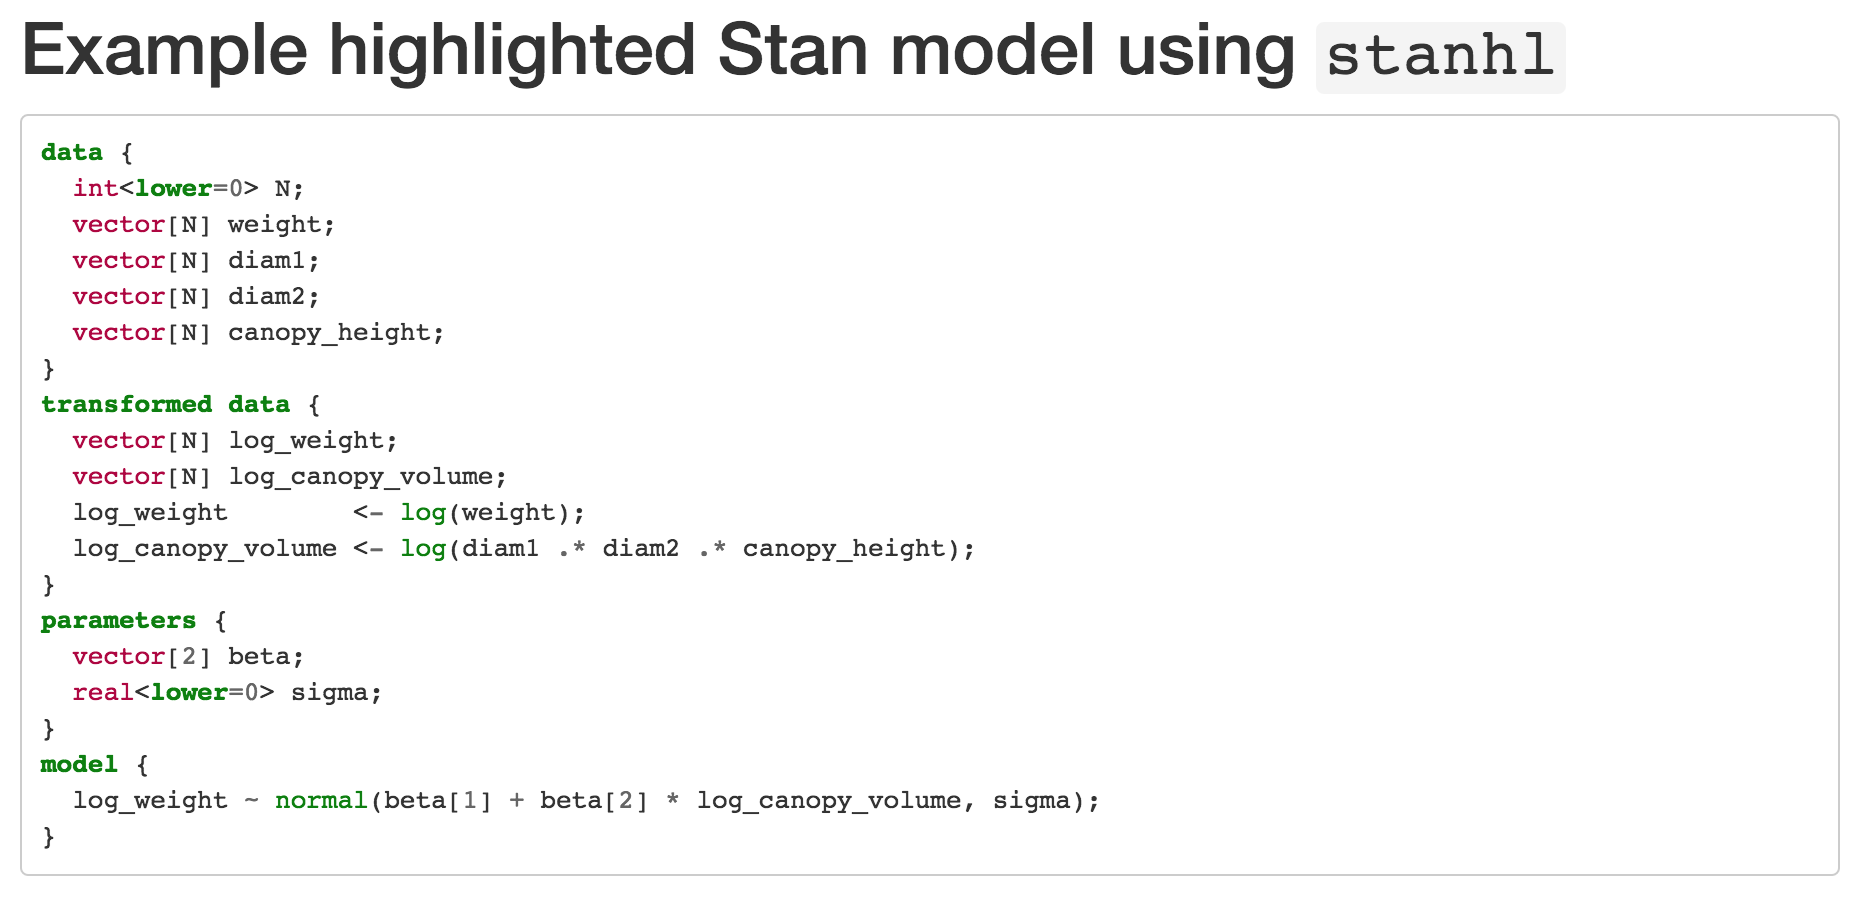 Example highlighted Stan model using stanhl
data {
  int<lower=0> N;
  vector[N] weight;
  vector[N] diam1;
  vector[N] diam2;
  vector[N] canopy_height;
}
transformed data {
  vector[N] log_weight;
  vector[N] log_canopy_volume;
  log_weight        <- log(weight);
  log_canopy_volume <- log(diam1 .* diam2 .* canopy_height);
}
parameters {
  vector[2] beta;
  real<lower=0> sigma;
}
model {
  log_weight ~ normal(beta[1] + beta[2] * log_canopy_volume, sigma);
}